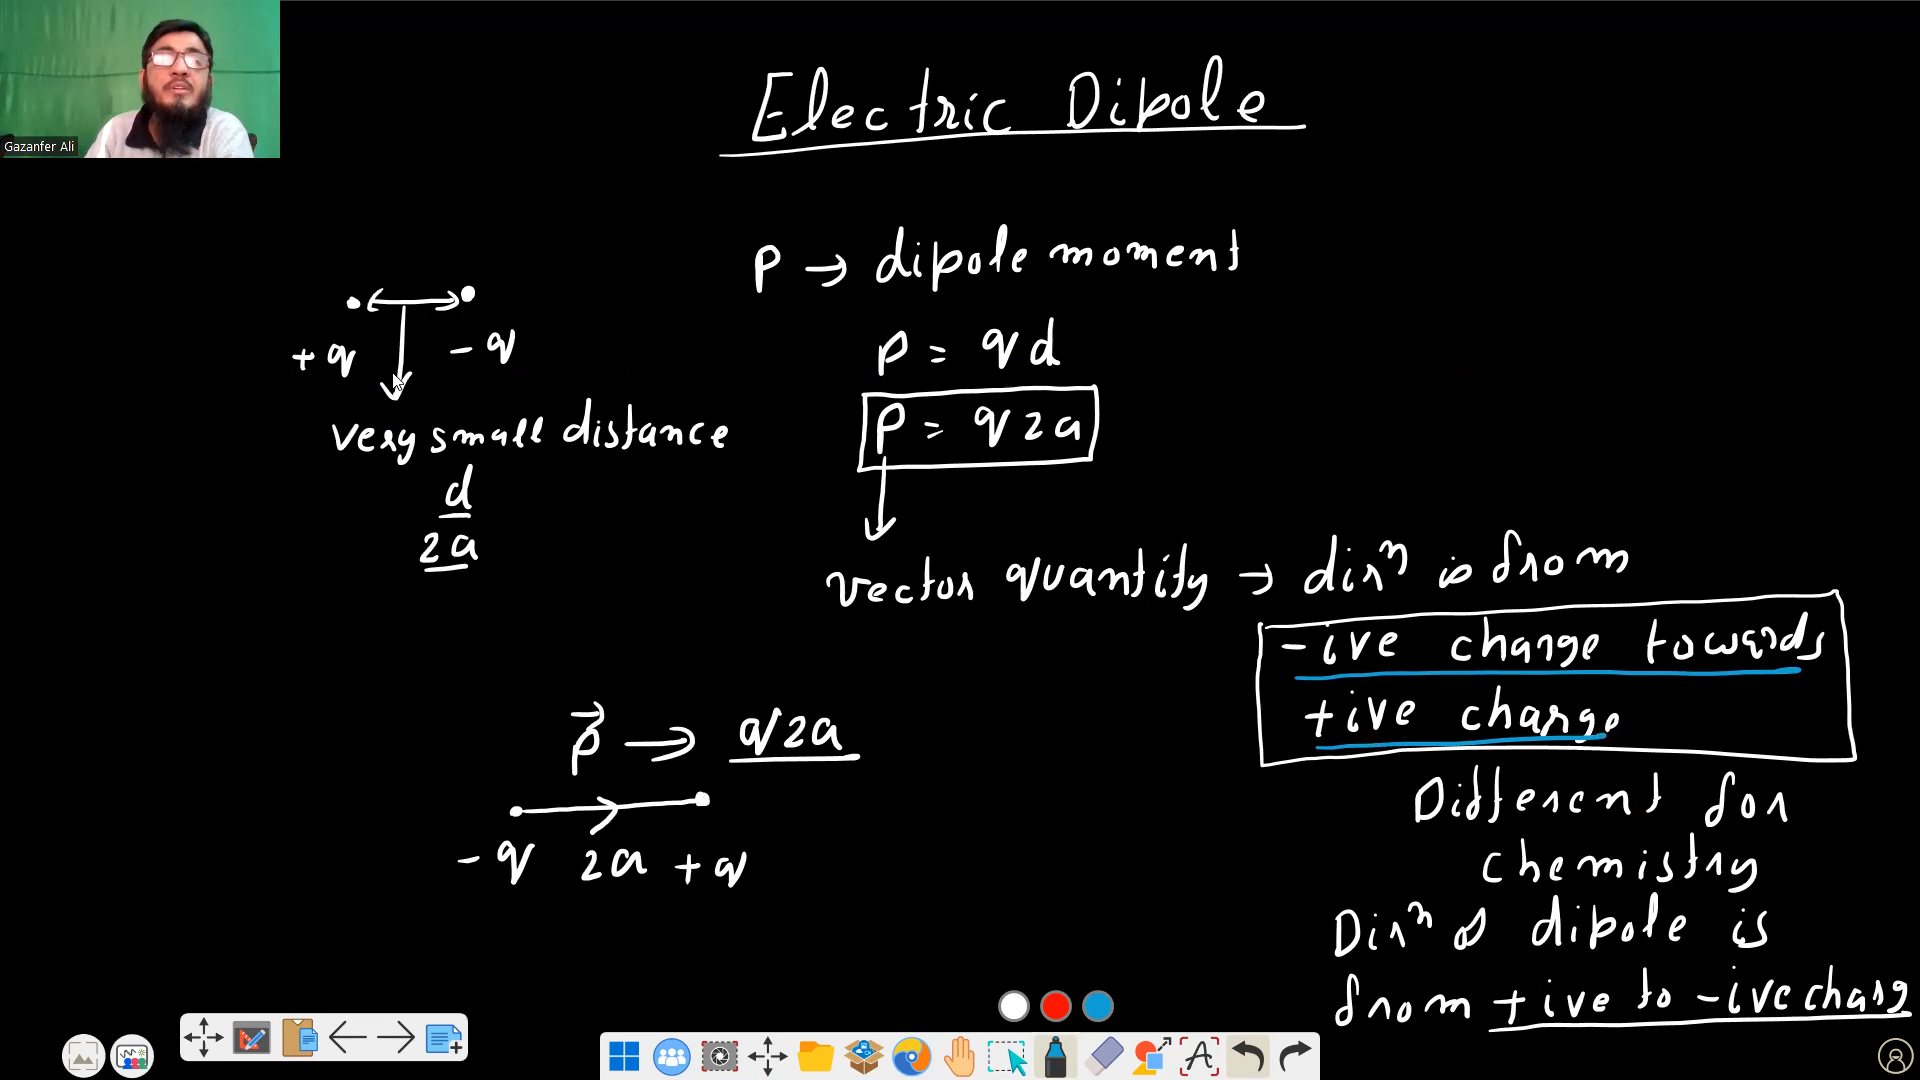 Gazanfer Ali
Electric Dipole
P → dipole moment
+q -q
very small distance
d
2a
p = qd
P = q2a
vector quantity → dirⁿ is from
-ive charge towards
+ive charge
p⃗ → q2a
-q 2a +q
Different for
chemistry
Dirⁿ of dipole is
from +ive to -ive charg